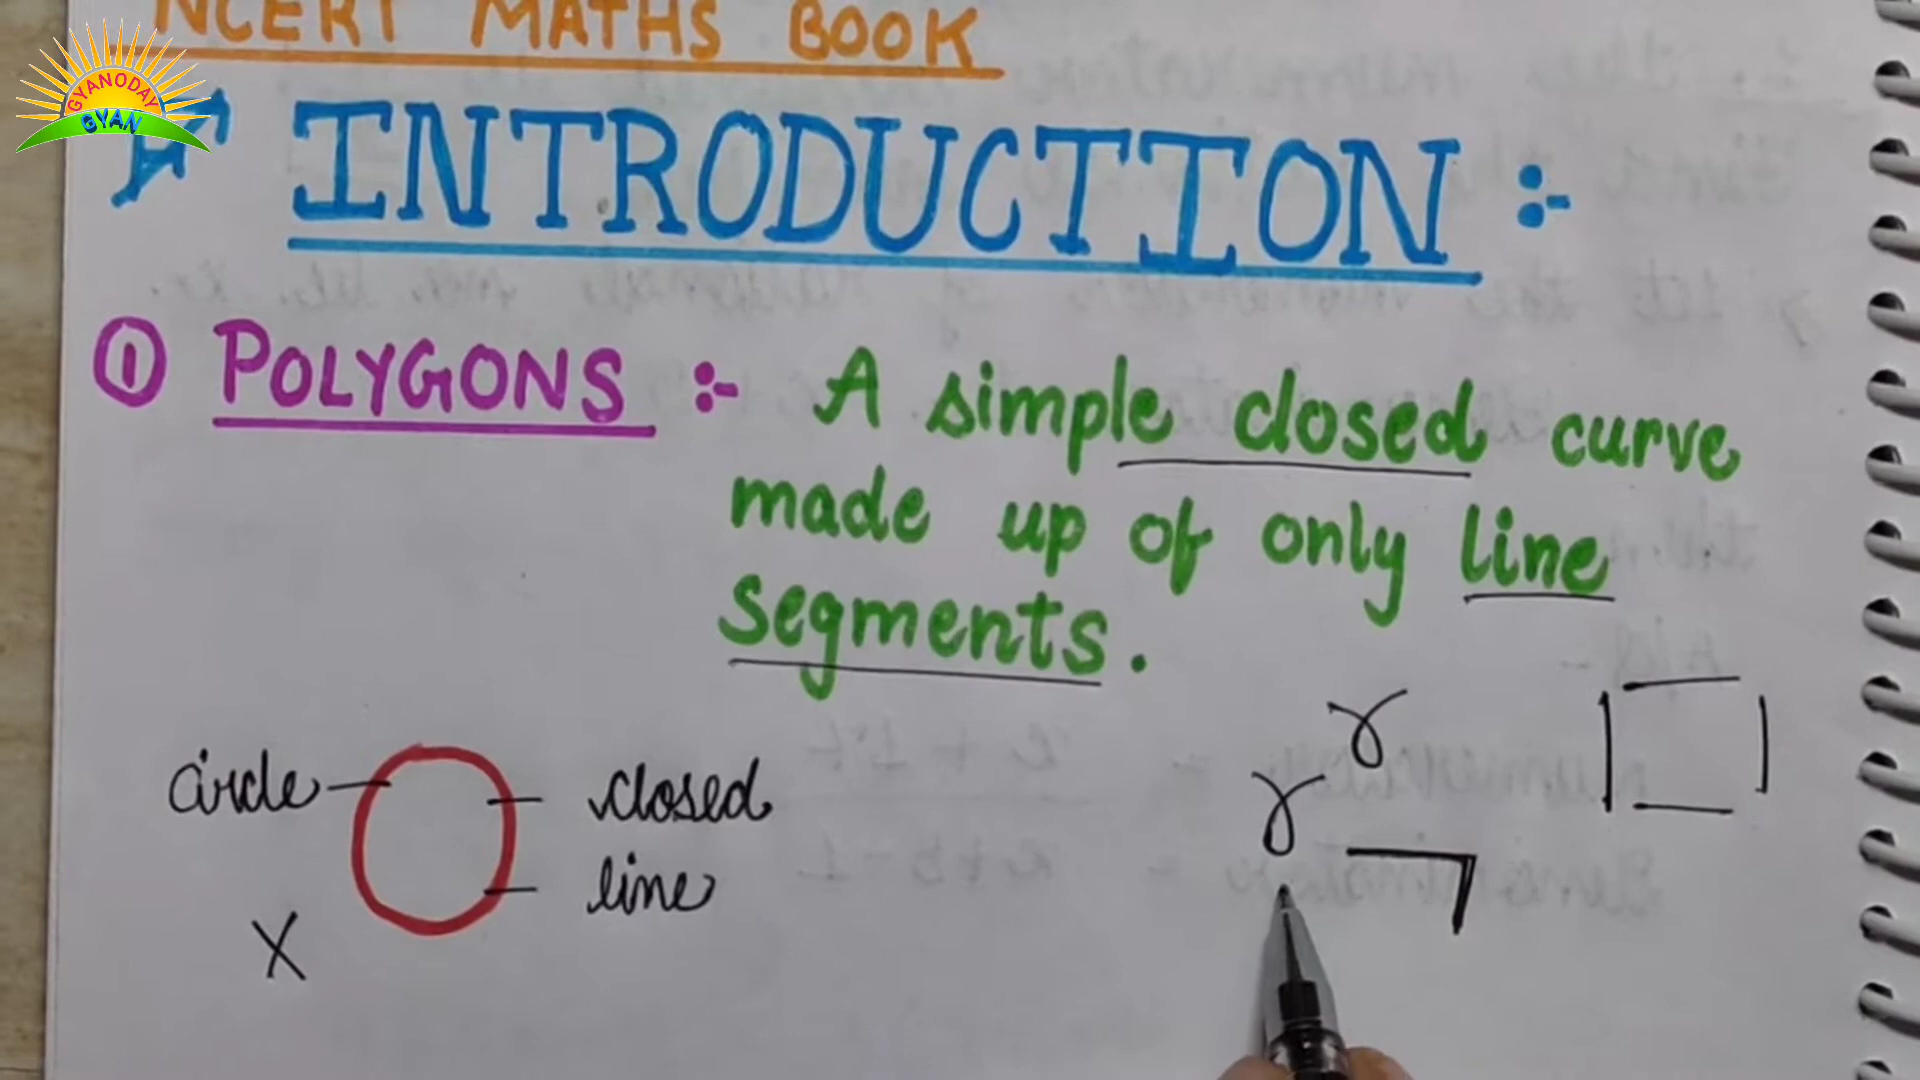 NCERT MATHS BOOK
GYANODAY
GYAN
INTRODUCTION :-
① POLYGONS :- A simple closed curve
made up of only line
segments.
circle
closed
line
X